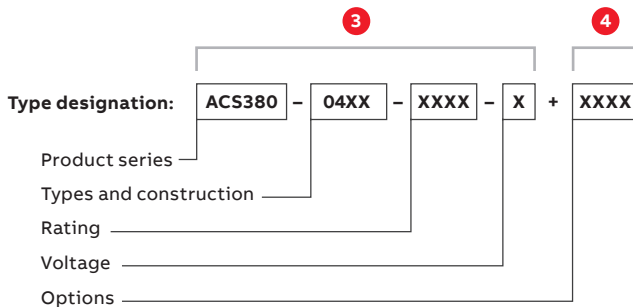 3 4
Type designation: ACS380 – 04XX – XXXX – X + XXXX
Product series
Types and construction
Rating
Voltage
Options